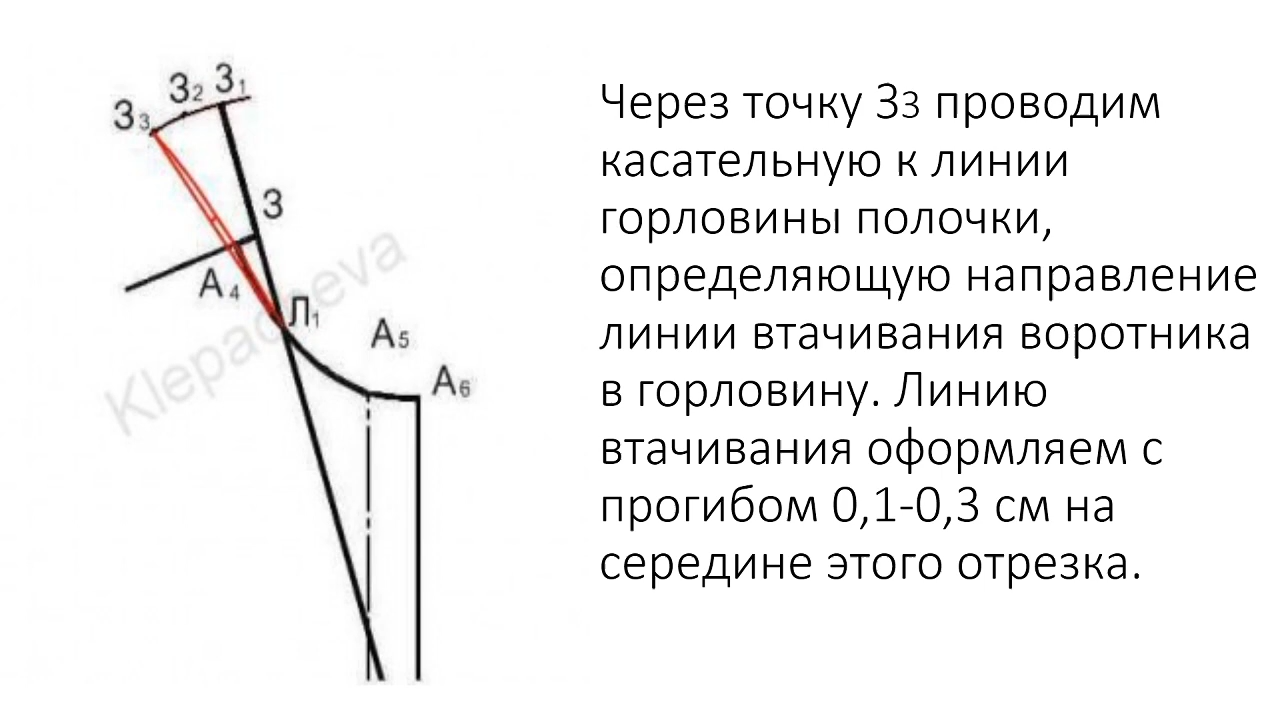 З₃ З₂ З₁
З
А₄
Л₁
А₅
А₆
Klepacheva
Через точку З3 проводим
касательную к линии
горловины полочки,
определяющую направление
линии втачивания воротника
в горловину. Линию
втачивания оформляем с
прогибом 0,1-0,3 см на
середине этого отрезка.